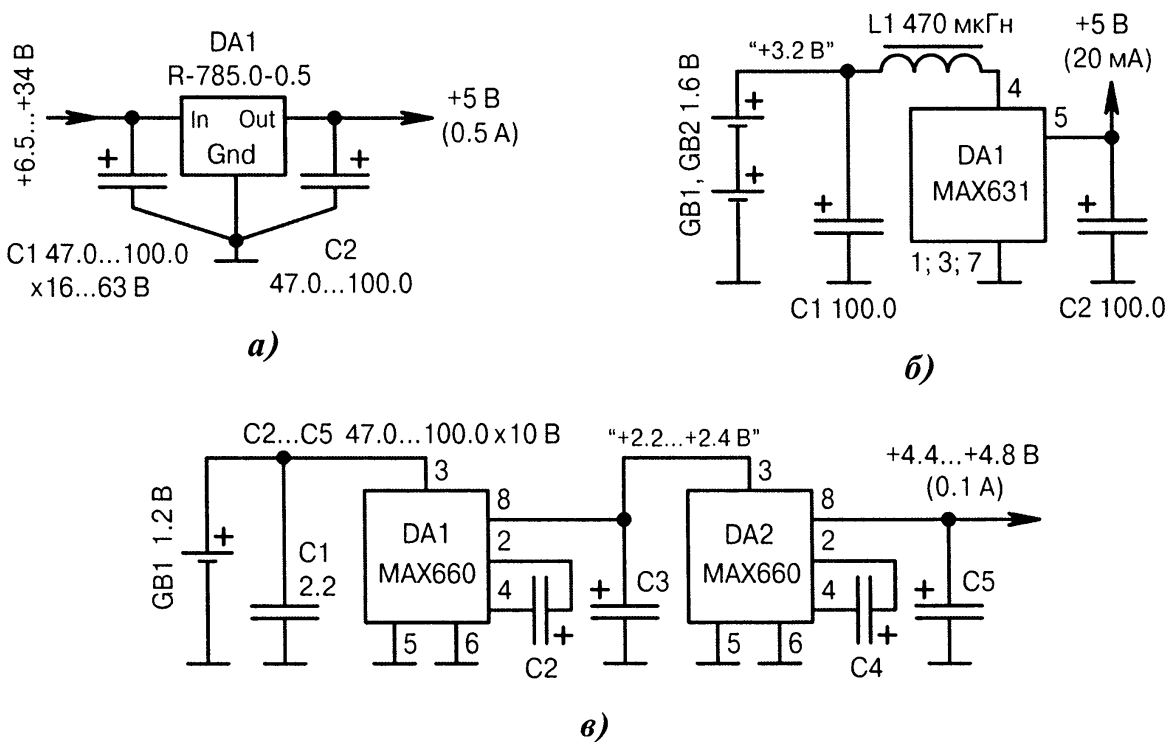 DA1
R-785.0-0.5
+6.5...+34 В
In Out
Gnd
+5 В
(0.5 А)
+
+
C1 47.0...100.0
x16...63 В
C2
47.0...100.0
а)
L1 470 мкГн
“+3.2 В”
+5 В
(20 мА)
GB1, GB2 1.6 В
+
+
4
5
DA1
MAX631
+
+
1; 3; 7
C1 100.0
C2 100.0
б)
C2...C5 47.0...100.0 x10 В
“+2.2...+2.4 В”
+4.4...+4.8 В
(0.1 А)
GB1 1.2 В
+
C1
2.2
3
8
DA1
MAX660
2
4
5
6
+
C2
+
C3
3
8
DA2
MAX660
2
4
5
6
+
C4
+
C5
в)